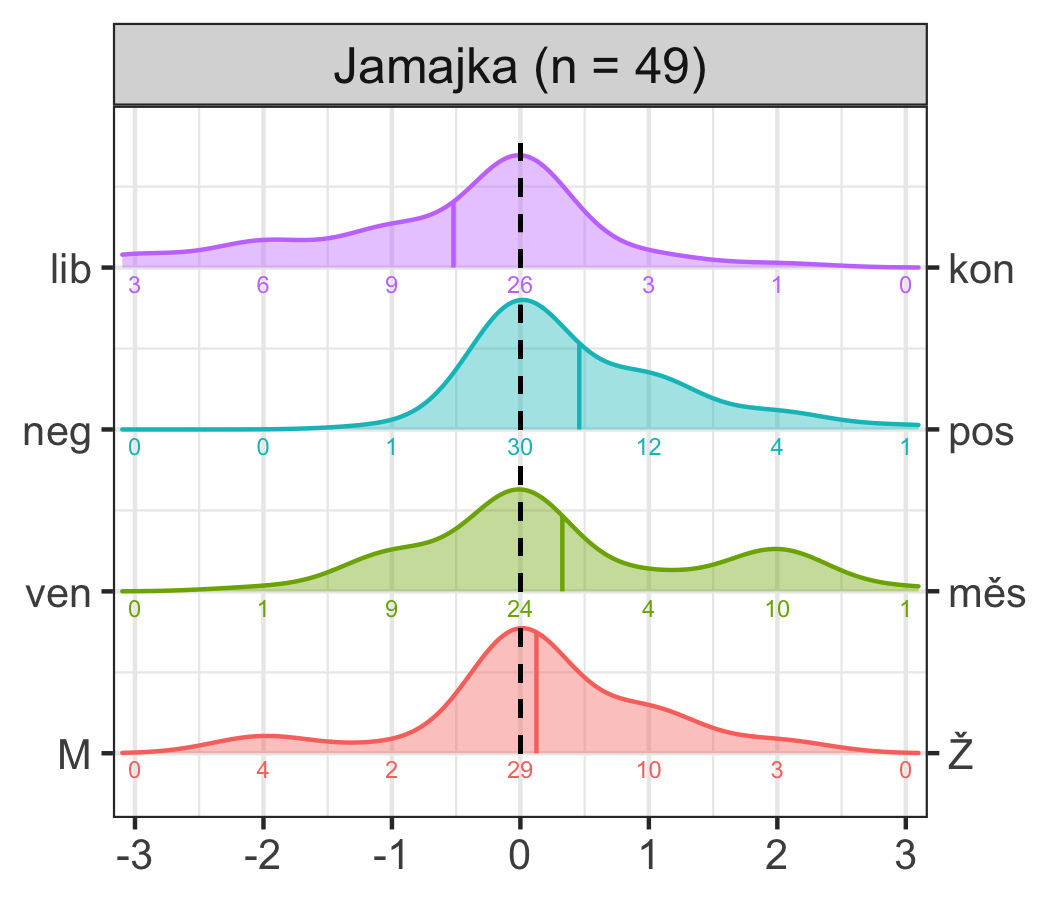 Jamajka (n = 49)
lib kon
3 6 9 26 3 1 0
neg pos
0 0 1 30 12 4 1
ven měs
0 1 9 24 4 10 1
M Ž
0 4 2 29 10 3 0
-3 -2 -1 0 1 2 3